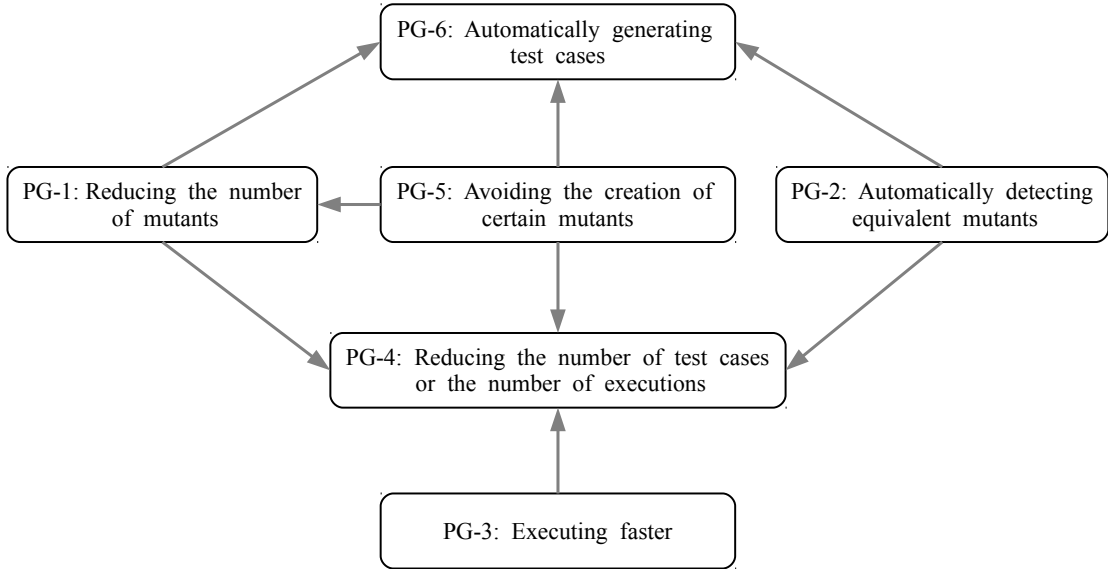 PG-6: Automatically generating
test cases
PG-1: Reducing the number
of mutants
PG-5: Avoiding the creation of
certain mutants
PG-2: Automatically detecting
equivalent mutants
PG-4: Reducing the number of test cases
or the number of executions
PG-3: Executing faster